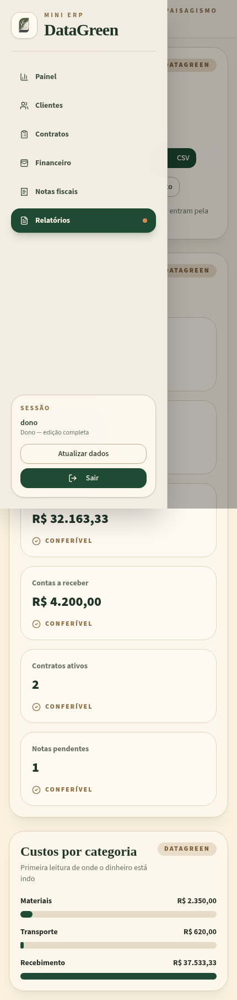 MINI ERP
DataGreen
PAISAGISMO
DATAGREEN
Painel
Clientes
Contratos
CSV
Financeiro
to
Notas fiscais
entram pela
Relatórios
DATAGREEN
SESSÃO
dono
Dono — edição completa
Atualizar dados
Sair
R$ 32.163,33
CONFERÍVEL
Contas a receber
R$ 4.200,00
CONFERÍVEL
Contratos ativos
2
CONFERÍVEL
Notas pendentes
1
CONFERÍVEL
Custos por categoria
DATAGREEN
Primeira leitura de onde o dinheiro está
indo
Materiais R$ 2.350,00
Transporte R$ 620,00
Recebimento R$ 37.533,33